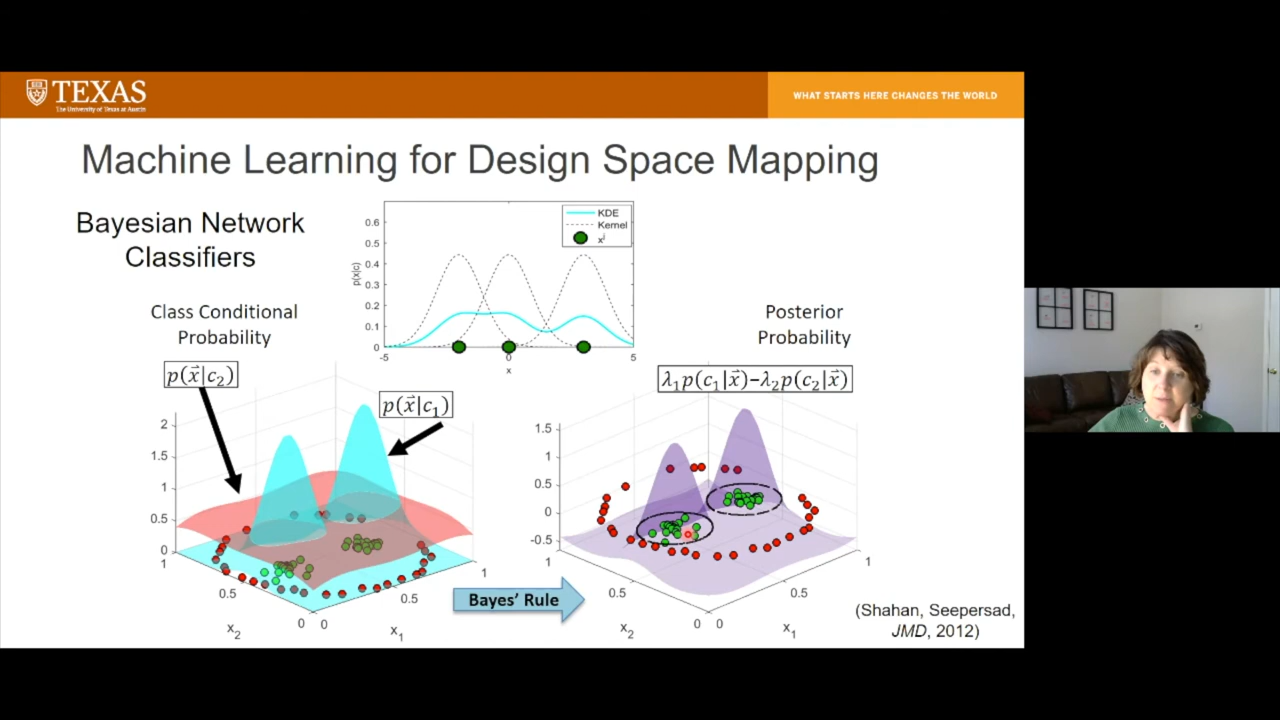 TEXAS
The University of Texas at Austin
WHAT STARTS HERE CHANGES THE WORLD
Machine Learning for Design Space Mapping
Bayesian Network
Classifiers
0.6
0.5
0.4
0.3
0.2
0.1
0
p(x|c)
KDE
Kernel
xⁱ
-5
0
5
x
Class Conditional
Probability
p(x⃗|c₂)
p(x⃗|c₁)
2
1.5
1
0.5
0
1
0.5
0
0
0.5
1
x₂
x₁
Bayes' Rule
Posterior
Probability
λ₁p(c₁|x⃗)−λ₂p(c₂|x⃗)
1.5
1
0.5
0
-0.5
1
0.5
0
0
0.5
1
x₂
x₁
(Shahan, Seepersad,
JMD, 2012)